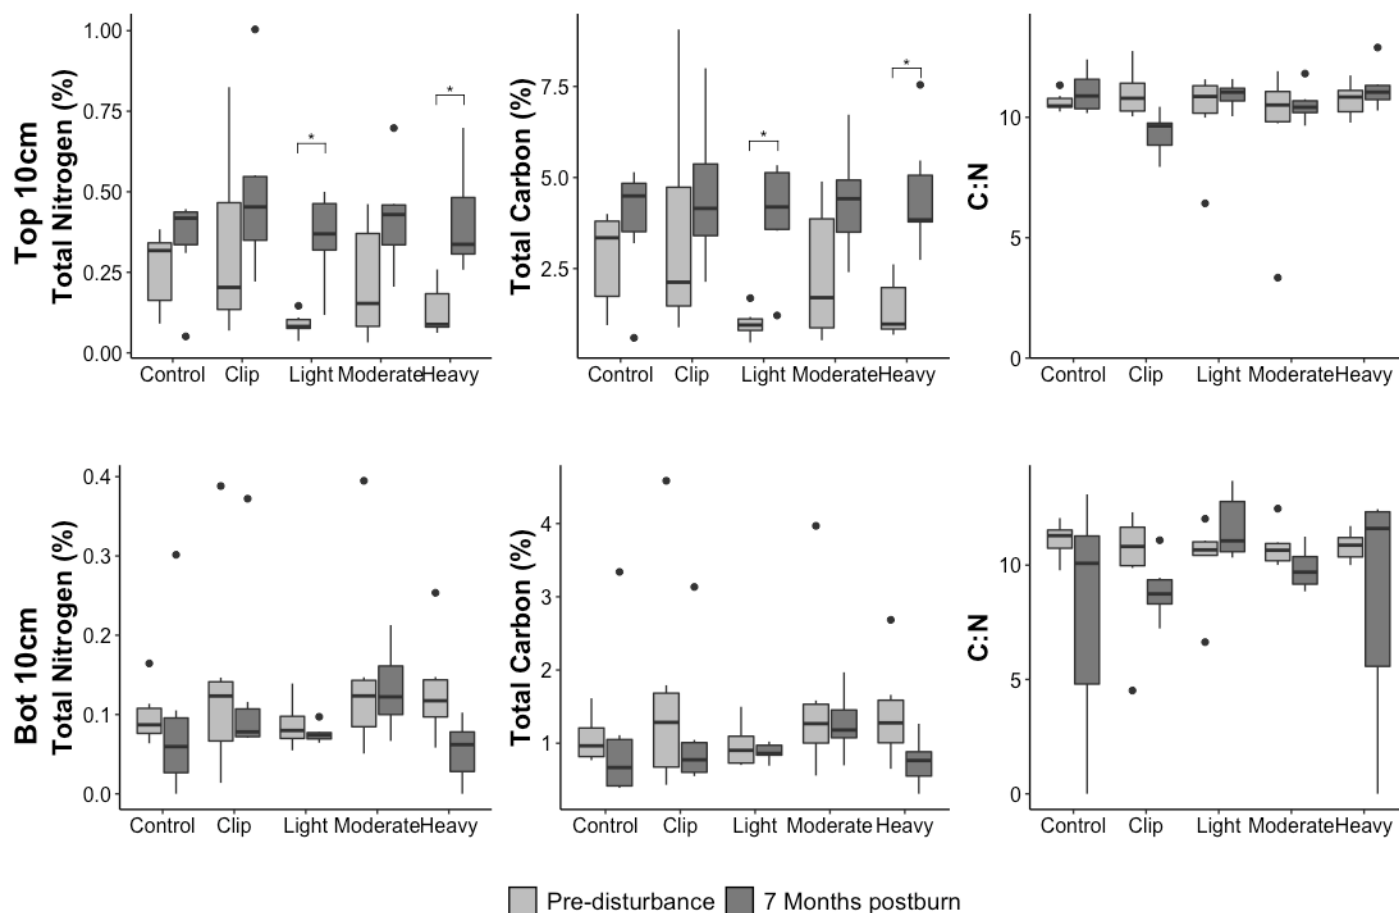 Top 10cm
Total Nitrogen (%)
1.00
0.75
0.50
0.25
0.00
*
*
Control Clip Light Moderate Heavy
Total Carbon (%)
7.5
5.0
2.5
*
*
Control Clip Light Moderate Heavy
C:N
10
5
0
Control Clip Light Moderate Heavy
Bot 10cm
Total Nitrogen (%)
0.4
0.3
0.2
0.1
0.0
Control Clip Light Moderate Heavy
Total Carbon (%)
4
3
2
1
Control Clip Light Moderate Heavy
C:N
10
5
0
Control Clip Light Moderate Heavy
Pre-disturbance 7 Months postburn